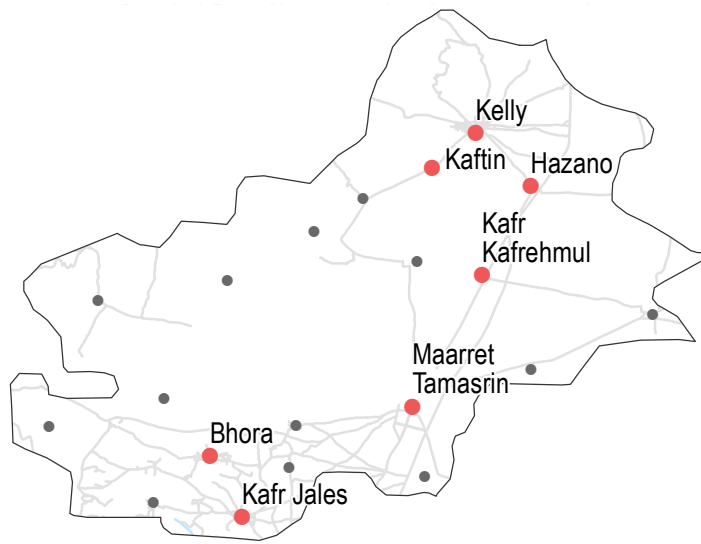 Kelly
Kaftin
Hazano
Kafr
Kafrehmul
Maarret
Tamasrin
Bhora
Kafr Jales